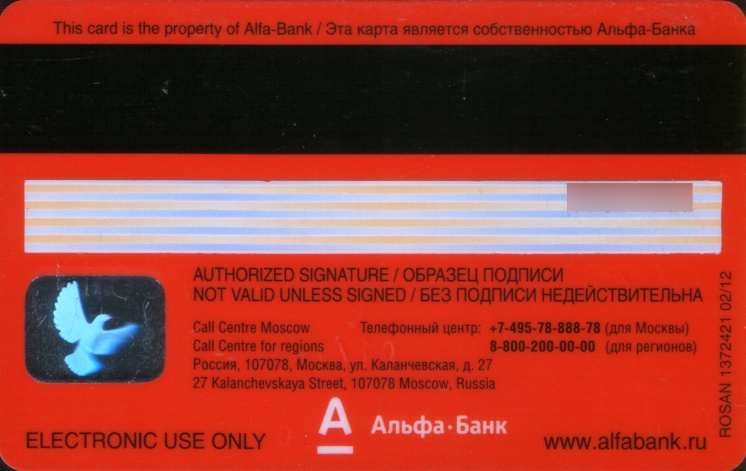 This card is the property of Alfa-Bank / Эта карта является собственностью Альфа-Банка
AUTHORIZED SIGNATURE / ОБРАЗЕЦ ПОДПИСИ
NOT VALID UNLESS SIGNED / БЕЗ ПОДПИСИ НЕДЕЙСТВИТЕЛЬНА
Call Centre Moscow Телефонный центр: +7-495-78-888-78 (для Москвы)
Call Centre for regions 8-800-200-00-00 (для регионов)
Россия, 107078, Москва, ул. Каланчевская, д. 27
27 Kalanchevskaya Street, 107078 Moscow, Russia
ROSAN 1372421 02/12
А Альфа·Банк
ELECTRONIC USE ONLY
www.alfabank.ru